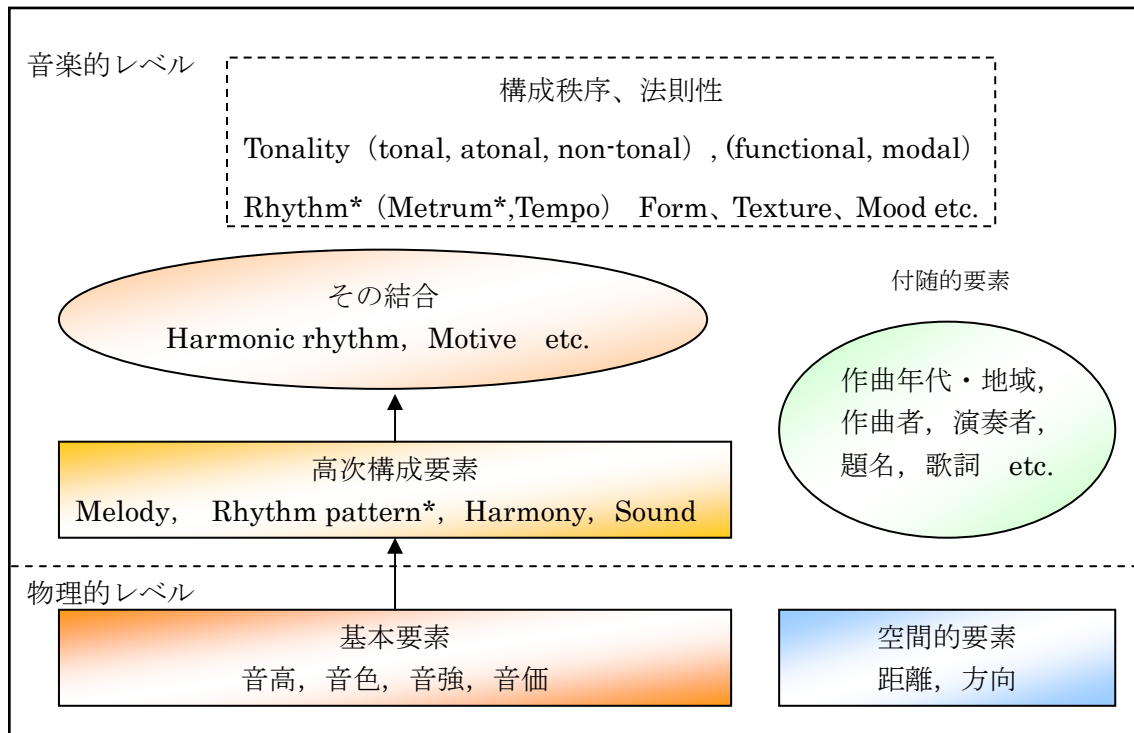 音楽的レベル
構成秩序、法則性
Tonality（tonal, atonal, non-tonal）, (functional, modal）
Rhythm*（Metrum*,Tempo） Form、Texture、Mood etc.
その結合
Harmonic rhythm，Motive　etc.
付随的要素
作曲年代・地域，
作曲者，演奏者，
題名，歌詞　etc.
高次構成要素
Melody，　Rhythm pattern*，Harmony，Sound
物理的レベル
基本要素
音高，音色，音強，音価
空間的要素
距離，方向